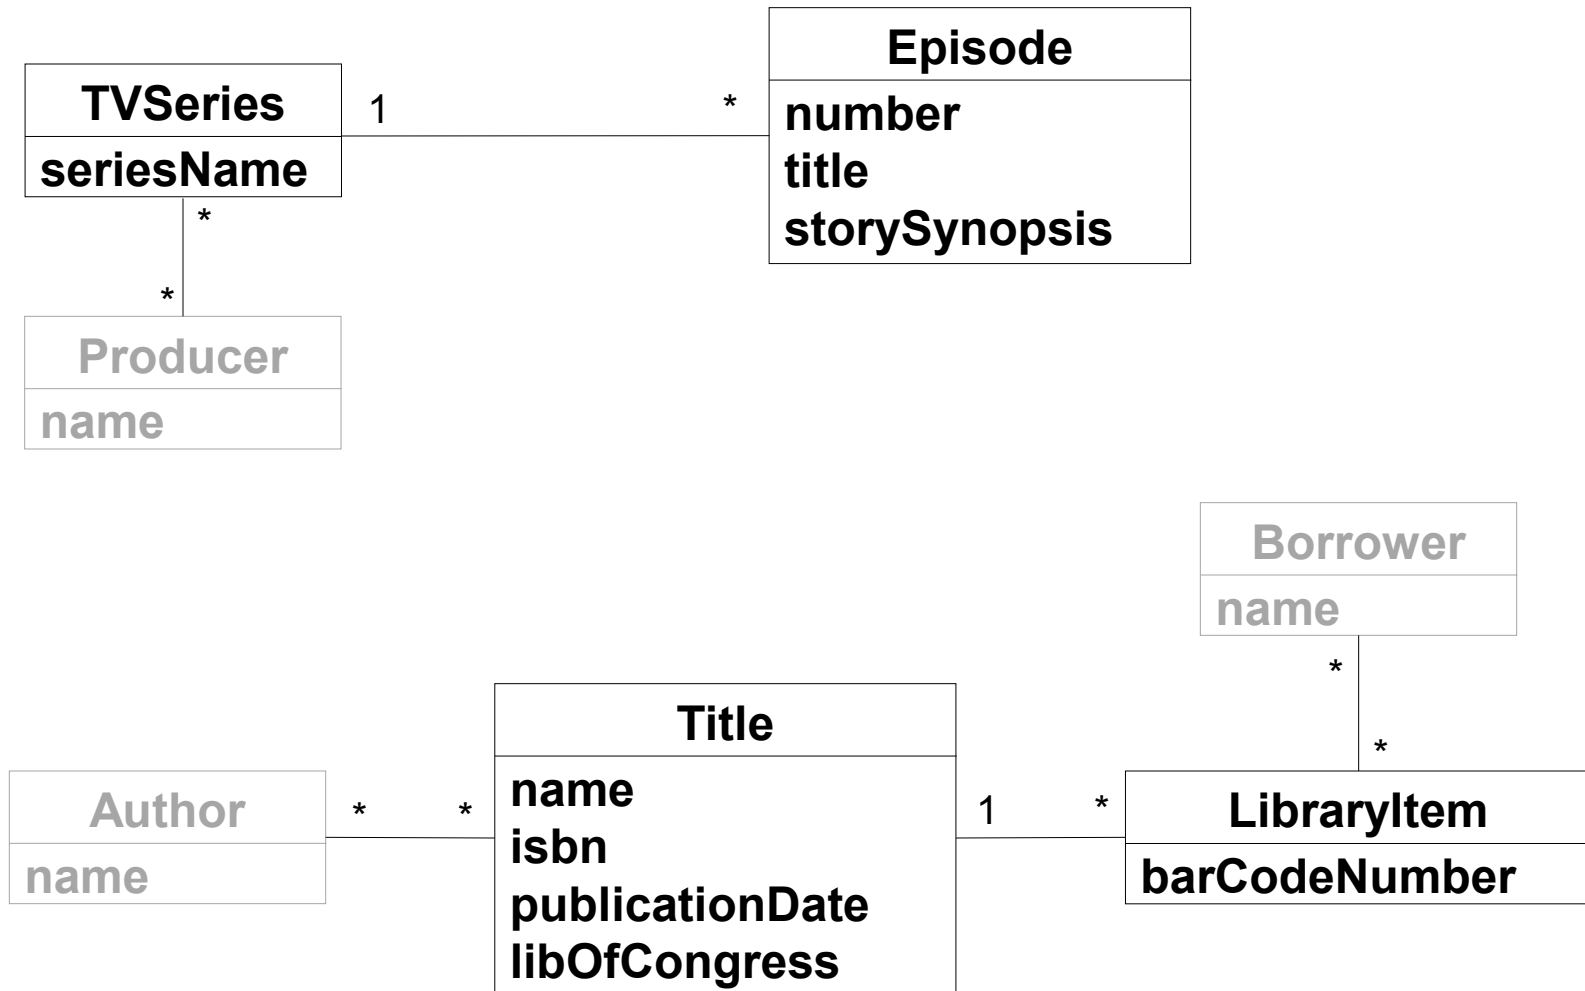 Episode
number
title
storySynopsis
TVSeries
seriesName
1
*
*
*
Producer
name
Borrower
name
*
*
Title
name
isbn
publicationDate
libOfCongress
Author
name
*
*
1
*
LibraryItem
barCodeNumber